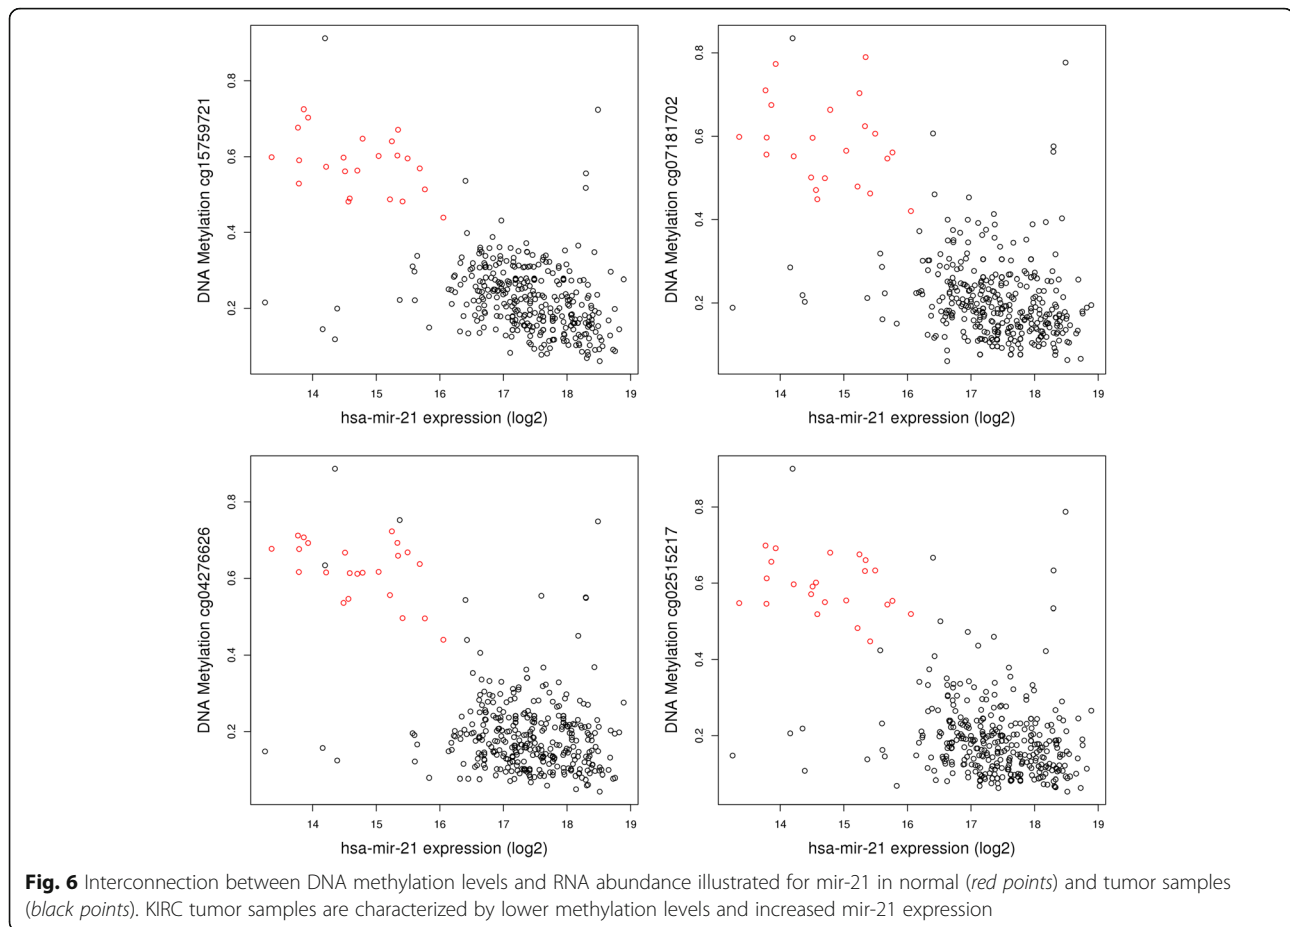 DNA Metylation cg15759721
0.2 0.4 0.6 0.8
14 15 16 17 18 19
hsa-mir-21 expression (log2)
DNA Metylation cg07181702
0.2 0.4 0.6 0.8
14 15 16 17 18 19
hsa-mir-21 expression (log2)
DNA Metylation cg04276626
0.2 0.4 0.6 0.8
14 15 16 17 18 19
hsa-mir-21 expression (log2)
DNA Metylation cg02515217
0.2 0.4 0.6 0.8
14 15 16 17 18 19
hsa-mir-21 expression (log2)
Fig. 6 Interconnection between DNA methylation levels and RNA abundance illustrated for mir-21 in normal (red points) and tumor samples
(black points). KIRC tumor samples are characterized by lower methylation levels and increased mir-21 expression